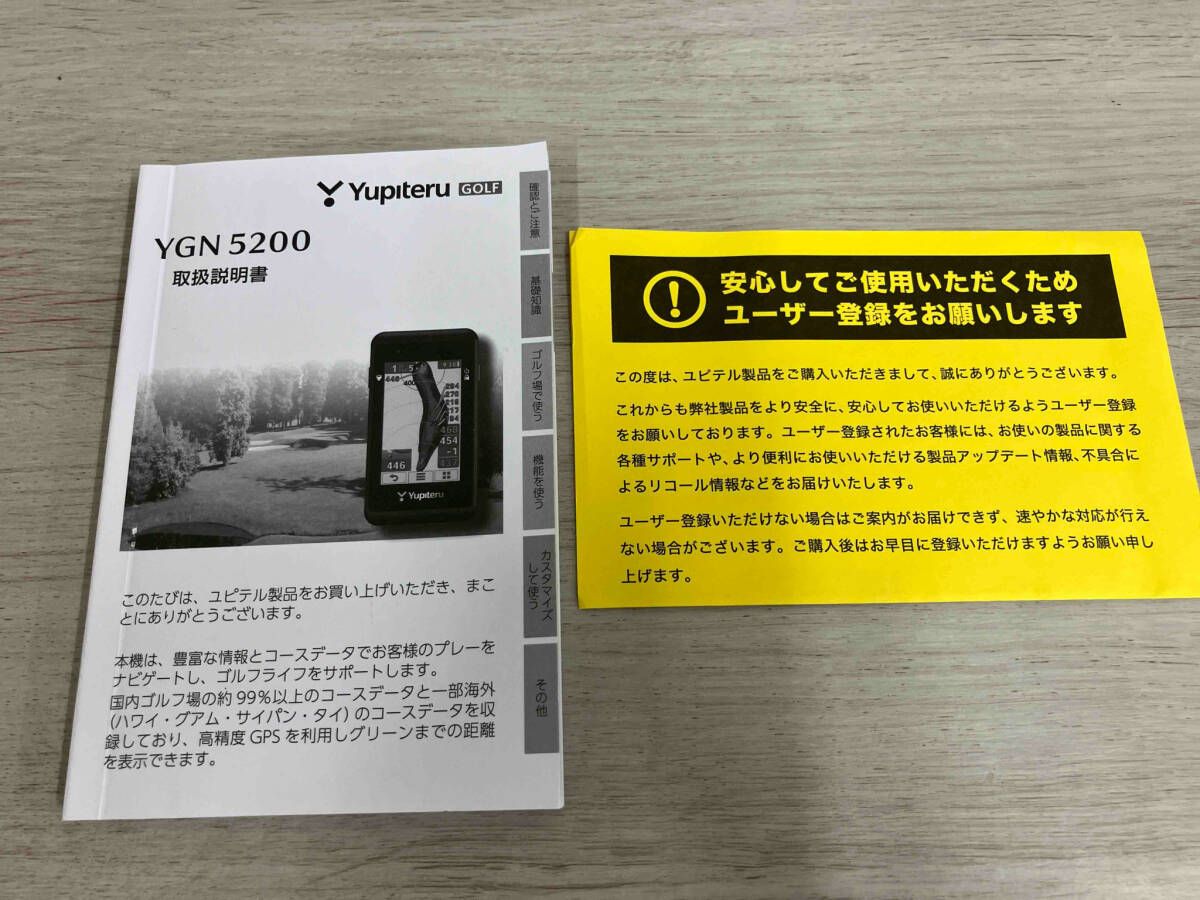 Yupiteru GOLF
YGN 5200
取扱説明書
確認とご注意
基礎知識
ゴルフ場で使う
機能を使う
カスタマイズ
して使う
その他
1 5
9:30
446
400
294
270
218
217
94
468
454
-1
437
446
Yupiteru
このたびは、ユピテル製品をお買い上げいただき、まこ
とにありがとうございます。
本機は、豊富な情報とコースデータでお客様のプレーを
ナビゲートし、ゴルフライフをサポートします。
国内ゴルフ場の約 99%以上のコースデータと一部海外
(ハワイ・グアム・サイパン・タイ)のコースデータを収
録しており、高精度 GPS を利用しグリーンまでの距離
を表示できます。
安心してご使用いただくため
ユーザー登録をお願いします
この度は、ユピテル製品をご購入いただきまして、誠にありがとうございます。
これからも弊社製品をより安全に、安心してお使いいただけるようユーザー登録
をお願いしております。ユーザー登録されたお客様には、お使いの製品に関する
各種サポートや、より便利にお使いいただける製品アップデート情報、不具合に
よるリコール情報などをお届けいたします。
ユーザー登録いただけない場合はご案内がお届けできず、速やかな対応が行え
ない場合がございます。ご購入後はお早目に登録いただけますようお願い申し
上げます。